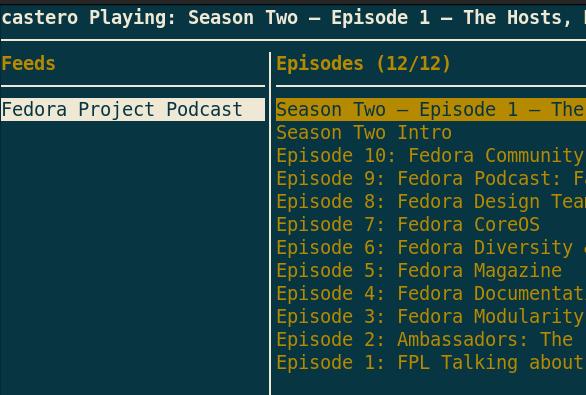 castero Playing: Season Two – Episode 1 – The Hosts,
Feeds
Episodes (12/12)
Fedora Project Podcast
Season Two – Episode 1 – The
Season Two Intro
Episode 10: Fedora Community
Episode 9: Fedora Podcast:
Episode 8: Fedora Design
Episode 7: Fedora CoreOS
Episode 6: Fedora Diversity
Episode 5: Fedora Magazine
Episode 4: Fedora
Episode 3: Fedora Modularity
Episode 2: Ambassadors: The
Episode 1: FPL Talking about